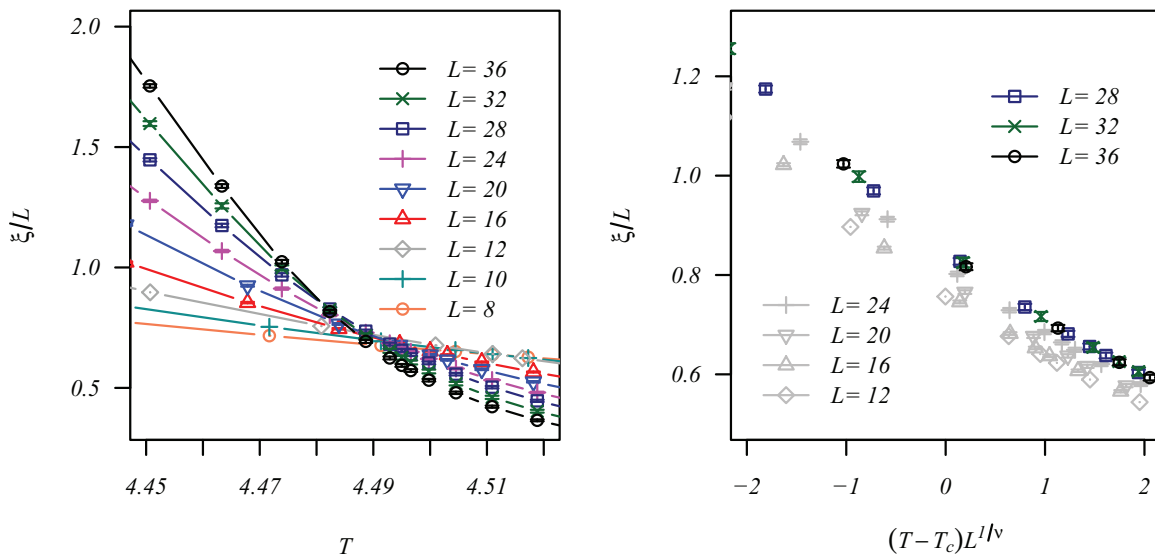 2.0
1.5
1.0
0.5
ξ/L
L= 36
L= 32
L= 28
L= 24
L= 20
L= 16
L= 12
L= 10
L= 8
4.45
4.47
4.49
4.51
T
1.2
1.0
0.8
0.6
ξ/L
L= 28
L= 32
L= 36
L= 24
L= 20
L= 16
L= 12
−2
−1
0
1
2
(T−Tc)L1/ν